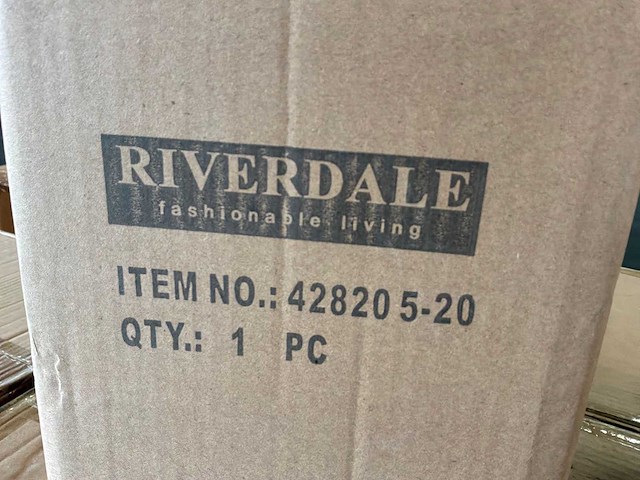 RIVERDALE
fashionable living
ITEM NO.: 42820 5-20
QTY.: 1 PC